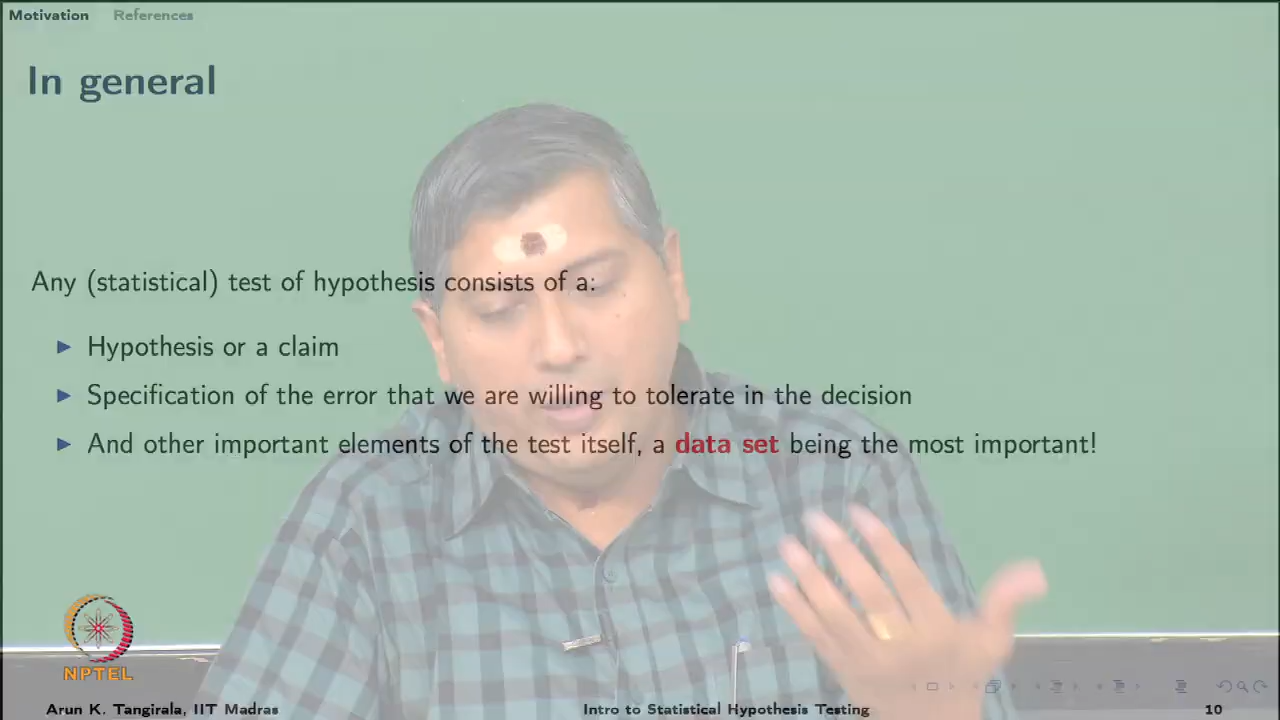 Motivation References
In general
Any (statistical) test of hypothesis consists of a:
Hypothesis or a claim
Specification of the error that we are willing to tolerate in the decision
And other important elements of the test itself, a data set being the most important!
NPTEL
Arun K. Tangirala, IIT Madras Intro to Statistical Hypothesis Testing 10